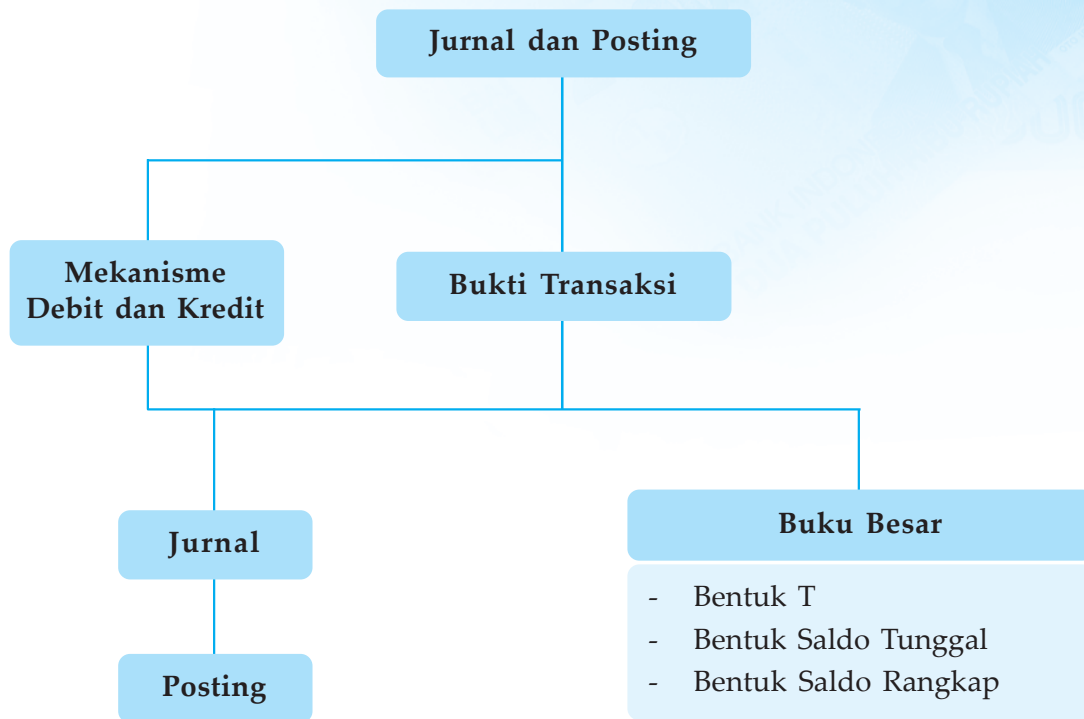 Jurnal dan Posting
Mekanisme
Debit dan Kredit
Bukti Transaksi
Jurnal
Posting
Buku Besar
- Bentuk T
- Bentuk Saldo Tunggal
- Bentuk Saldo Rangkap